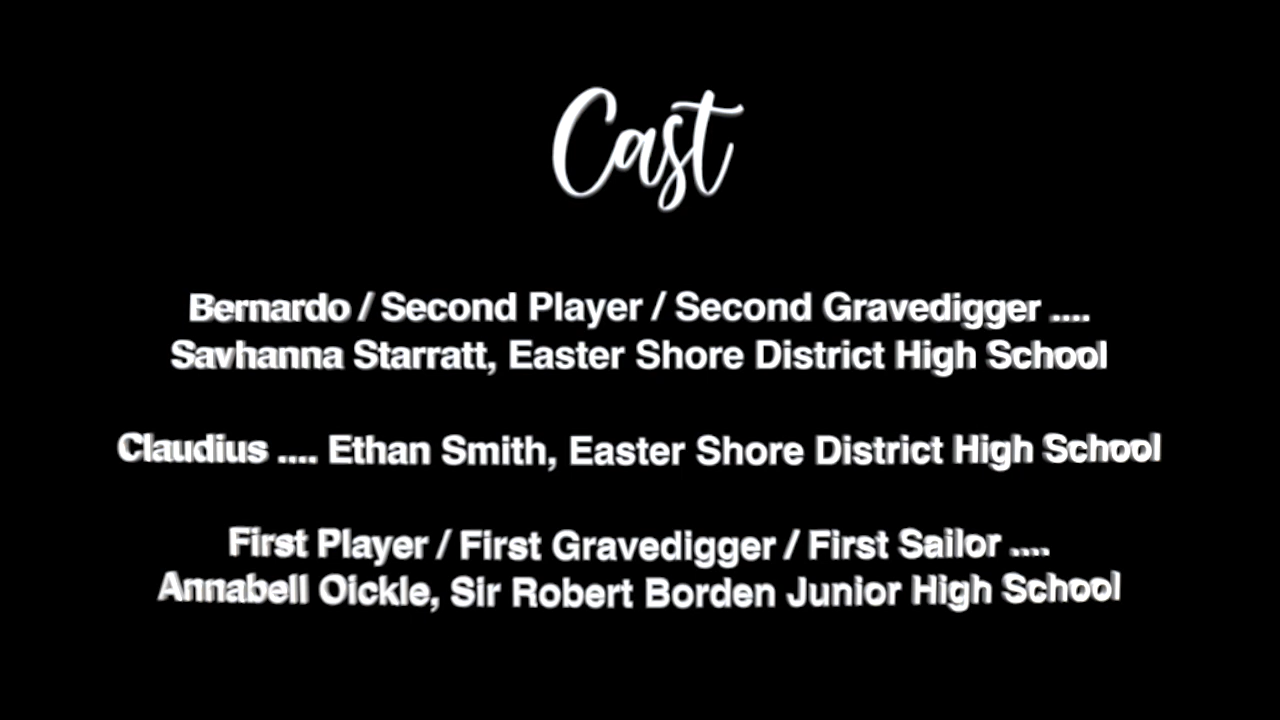 Cast
Bernardo / Second Player / Second Gravedigger ....
Savhanna Starratt, Easter Shore District High School
Claudius .... Ethan Smith, Easter Shore District High School
First Player / First Gravedigger / First Sailor ....
Annabell Oickle, Sir Robert Borden Junior High School